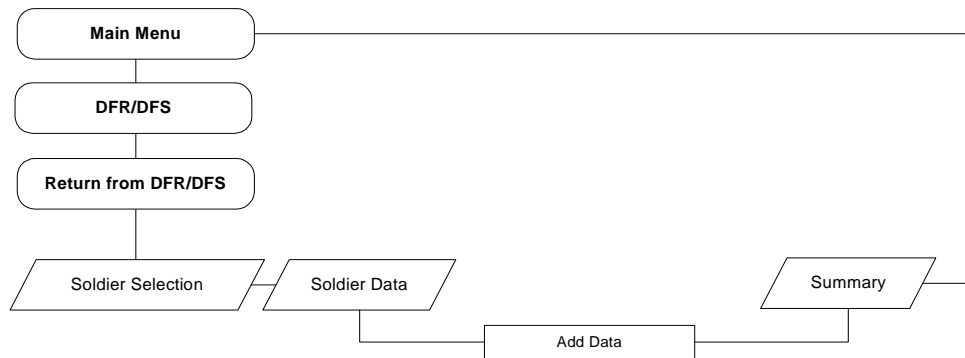 Main Menu
DFR/DFS
Return from DFR/DFS
Soldier Selection
Soldier Data
Summary
Add Data